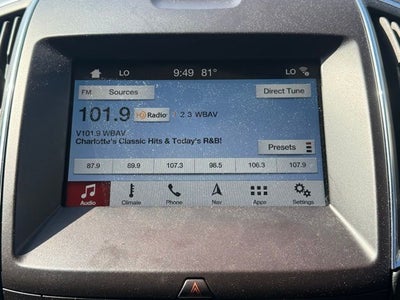 LO 9:49 81° LO
FM Sources Direct Tune
101.9 HD Radio 2 3 WBAV
V101.9 WBAV
Charlotte's Classic Hits & Today's R&B!
Presets
87.9 89.9 107.3 96.5 106.3 107.9
Audio Climate Phone Nav Apps Settings